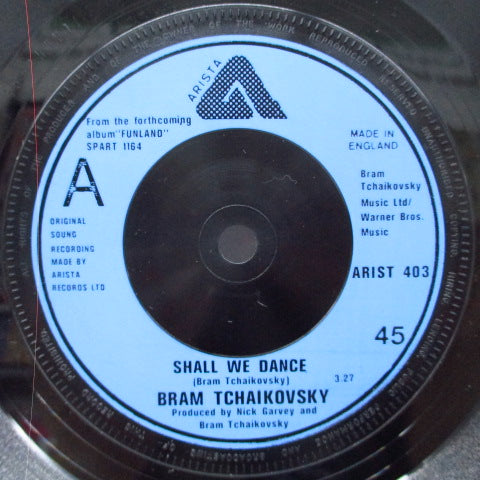 ARISTA
From the forthcoming
album "FUNLAND"
SPART 1164
MADE IN
ENGLAND
A
Bram
Tchaikovsky
Music Ltd/
Warner Bros.
Music
ORIGINAL
SOUND
RECORDING
MADE BY
ARISTA
RECORDS LTD
ARIST 403
45
SHALL WE DANCE
(Bram Tchaikovsky)
3.27
BRAM TCHAIKOVSKY
Produced by Nick Garvey and
Bram Tchaikovsky